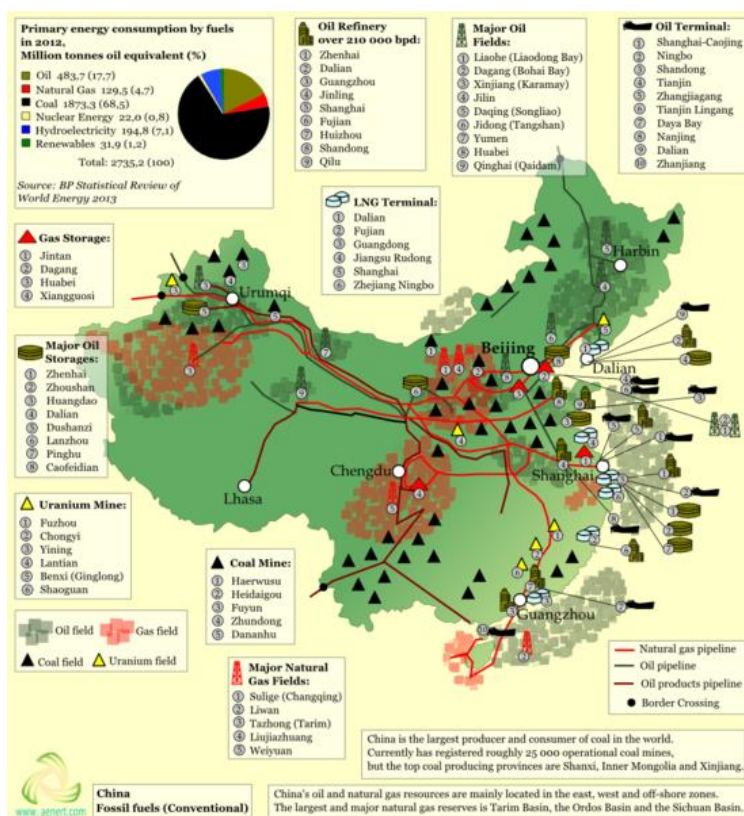 Primary energy consumption by fuels
in 2012,
Million tonnes oil equivalent (%)
Oil 483,7 (17,7)
Natural Gas 129,5 (4,7)
Coal 1873,3 (68,5)
Nuclear Energy 22,0 (0,8)
Hydroelectricity 194,8 (7,1)
Renewables 31,9 (1,2)
Total: 2735,2 (100)
Source: BP Statistical Review of
World Energy 2013
Oil Refinery
over 210 000 bpd:
1 Zhenhai
2 Dalian
3 Guangzhou
4 Jinling
5 Shanghai
6 Fujian
7 Huizhou
8 Shandong
9 Qilu
Major Oil
Fields:
1 Liaohe (Liaodong Bay)
2 Dagang (Bohai Bay)
3 Xinjiang (Karamay)
4 Jilin
5 Daqing (Songliao)
6 Jidong (Tangshan)
7 Yumen
8 Huabei
9 Qinghai (Qaidam)
Oil Terminal:
1 Shanghai-Caojing
2 Ningbo
3 Shandong
4 Tianjin
5 Zhangjiagang
6 Tianjin Lingang
7 Daya Bay
8 Nanjing
9 Dalian
10 Zhanjiang
LNG Terminal:
1 Dalian
2 Fujian
3 Guangdong
4 Jiangsu Rudong
5 Shanghai
6 Zhejiang Ningbo
Gas Storage:
1 Jintan
2 Dagang
3 Huabei
4 Xiangguosi
Major Oil
Storages:
1 Zhenhai
2 Zhoushan
3 Huangdao
4 Dalian
5 Dushanzi
6 Lanzhou
7 Pinghu
8 Caofeidian
Uranium Mine:
1 Fuzhou
2 Chongyi
3 Yining
4 Lantian
5 Benxi (Ginglong)
6 Shaoguan
Harbin
Urumqi
Beijing
Dalian
Shanghai
Chengdu
Lhasa
Guangzhou
Coal Mine:
1 Haerwusu
2 Heidaigou
3 Fuyun
4 Zhundong
5 Dananhu
Oil field
Gas field
Coal field
Uranium field
Major Natural
Gas Fields:
1 Sulige (Changqing)
2 Liwan
3 Tazhong (Tarim)
4 Liujiazhuang
5 Weiyuan
Natural gas pipeline
Oil pipeline
Oil products pipeline
Border Crossing
China is the largest producer and consumer of coal in the world.
Currently has registered roughly 25 000 operational coal mines,
but the top coal producing provinces are Shanxi, Inner Mongolia and Xinjiang.
www.aenert.com
China
Fossil fuels (Conventional)
China's oil and natural gas resources are mainly located in the east, west and off-shore zones.
The largest and major natural gas reserves is Tarim Basin, the Ordos Basin and the Sichuan Basin.